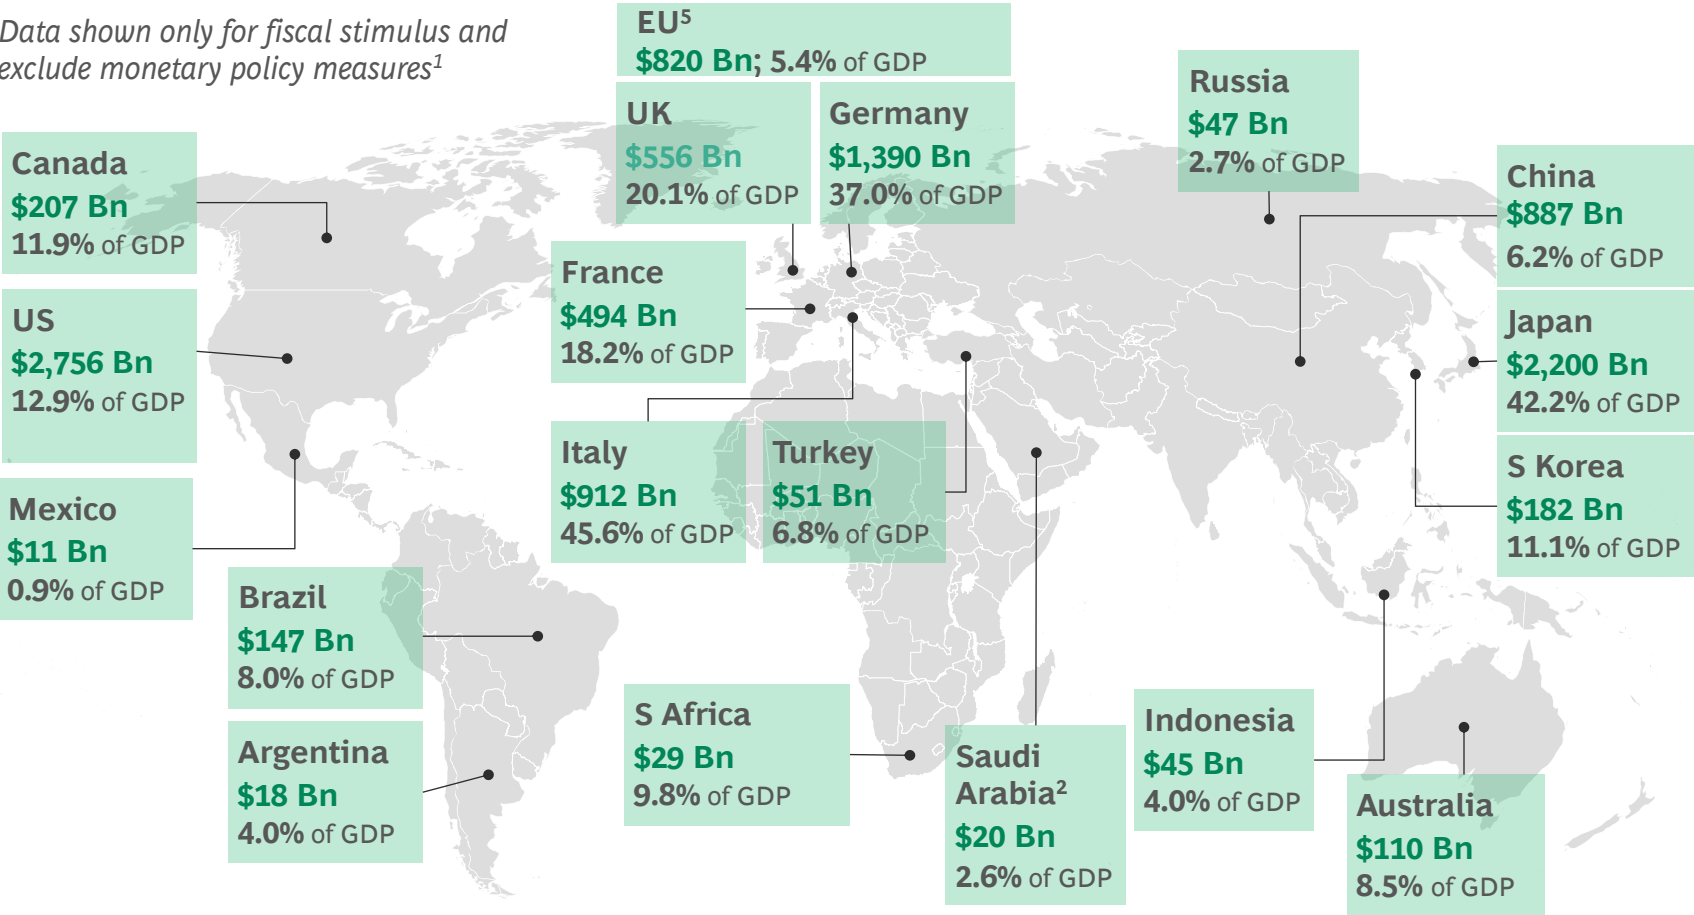 Data shown only for fiscal stimulus and
exclude monetary policy measures¹
EU⁵
$820 Bn; 5.4% of GDP
UK
$556 Bn
20.1% of GDP
Germany
$1,390 Bn
37.0% of GDP
Russia
$47 Bn
2.7% of GDP
Canada
$207 Bn
11.9% of GDP
China
$887 Bn
6.2% of GDP
France
$494 Bn
18.2% of GDP
US
$2,756 Bn
12.9% of GDP
Japan
$2,200 Bn
42.2% of GDP
Italy
$912 Bn
45.6% of GDP
Turkey
$51 Bn
6.8% of GDP
S Korea
$182 Bn
11.1% of GDP
Mexico
$11 Bn
0.9% of GDP
Brazil
$147 Bn
8.0% of GDP
Argentina
$18 Bn
4.0% of GDP
S Africa
$29 Bn
9.8% of GDP
Saudi
Arabia²
$20 Bn
2.6% of GDP
Indonesia
$45 Bn
4.0% of GDP
Australia
$110 Bn
8.5% of GDP